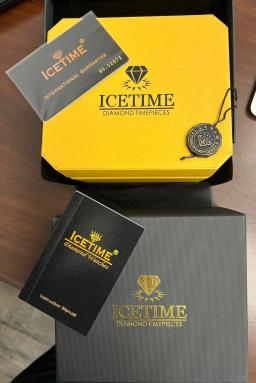 ICETIME®
INTERNATIONAL GUARANTEE
ICETIME
DIAMOND TIMEPIECES
ICETIME®
Diamond Watches
Instruction Manual
ICETIME
DIAMOND TIMEPIECES